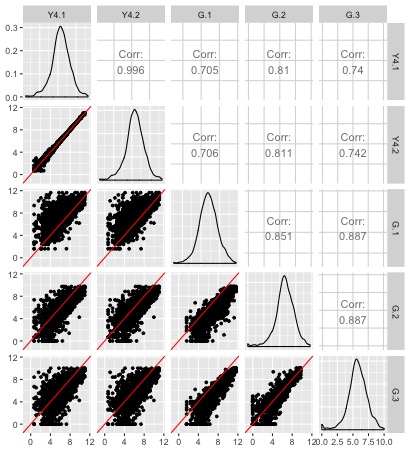 Y4.1 Y4.2 G.1 G.2 G.3
0.3
0.2
0.1
0.0
Corr:
0.996
Corr:
0.705
Corr:
0.81
Corr:
0.74
Y4.1
12
8
4
0
Corr:
0.706
Corr:
0.811
Corr:
0.742
Y4.2
12
8
4
0
Corr:
0.851
Corr:
0.887
G.1
12
8
4
0
Corr:
0.887
G.2
12
8
4
0
G.3
0 4 8 12 0 4 8 12 0 4 8 12 0 4 8 12 0.0 2.5 5.0 7.5 10.0